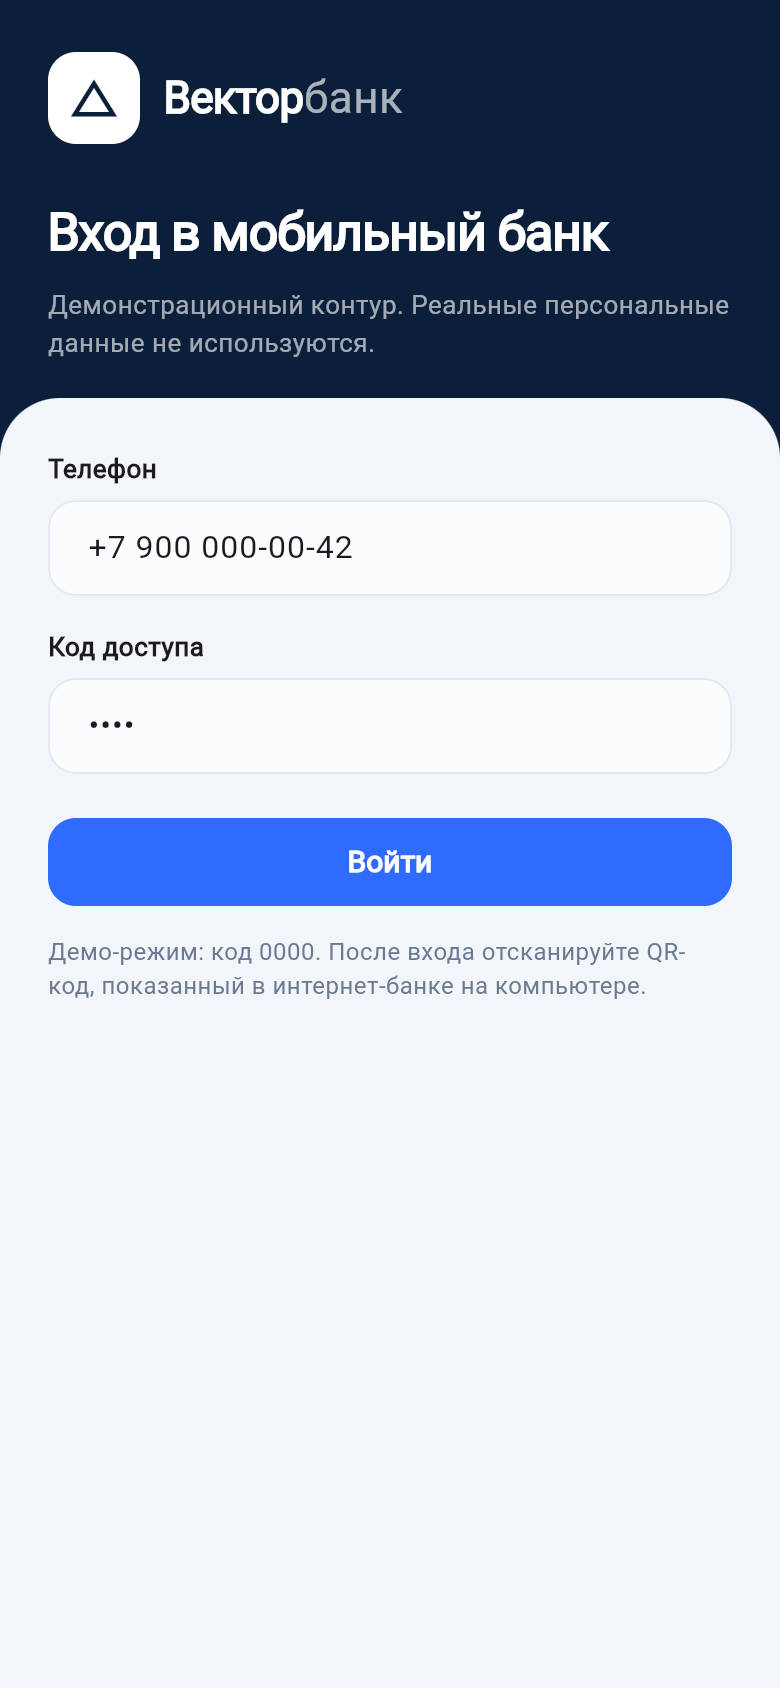 Векторбанк
Вход в мобильный банк
Демонстрационный контур. Реальные персональные
данные не используются.
Телефон
+7 900 000-00-42
Код доступа
••••
Войти
Демо-режим: код 0000. После входа отсканируйте QR-
код, показанный в интернет-банке на компьютере.